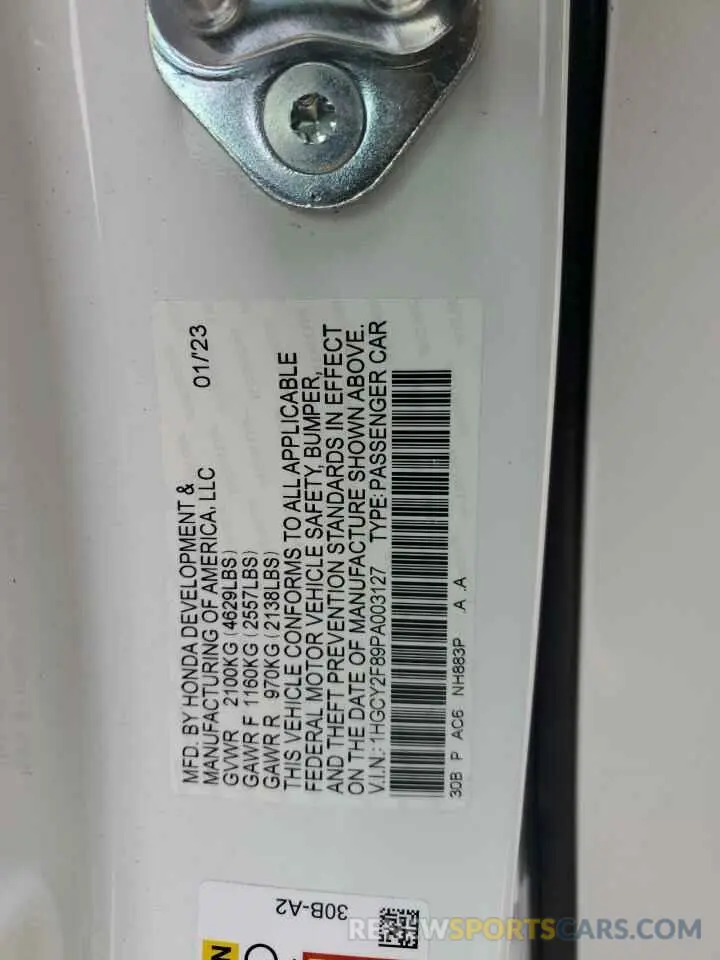 MFD. BY HONDA DEVELOPMENT &
MANUFACTURING OF AMERICA, LLC 01/'23
GVWR 2100KG (4629LBS)
GAWR F 1160KG (2557LBS)
GAWR R 970KG (2138LBS)
THIS VEHICLE CONFORMS TO ALL APPLICABLE
FEDERAL MOTOR VEHICLE SAFETY, BUMPER,
AND THEFT PREVENTION STANDARDS IN EFFECT
ON THE DATE OF MANUFACTURE SHOWN ABOVE.
V.I.N.: 1HGCY2F89PA003127 TYPE: PASSENGER CAR
30B P AC6 NH883P A .A
30B-A2
REVIEWSPORTSCARS.COM